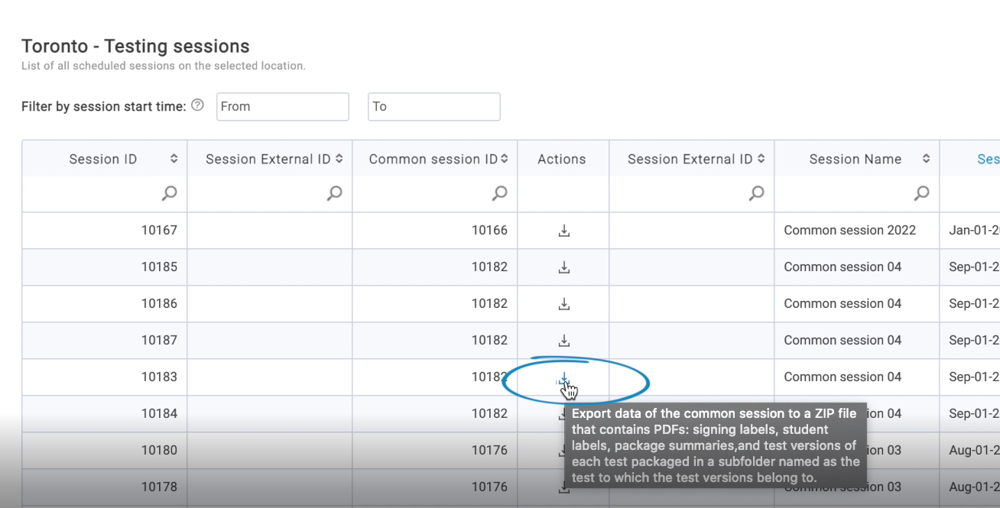 Toronto - Testing sessions
List of all scheduled sessions on the selected location.
Filter by session start time: ? From To
Session ID Session External ID Common session ID Actions Session External ID Session Name Ses
10167 10166 Common session 2022 Jan-01-2
10185 10182 Common session 04 Sep-01-2
10186 10182 Common session 04 Sep-01-2
10187 10182 Common session 04 Sep-01-2
10183 10182 Common session 04 Sep-01-2
10184 10182 ion 04 Sep-01-2
10180 10176 ion 03 Aug-01-2
10178 10176 Common session 03 Aug-01-2
Export data of the common session to a ZIP file
that contains PDFs: signing labels, student
labels, package summaries,and test versions of
each test packaged in a subfolder named as the
test to which the test versions belong to.